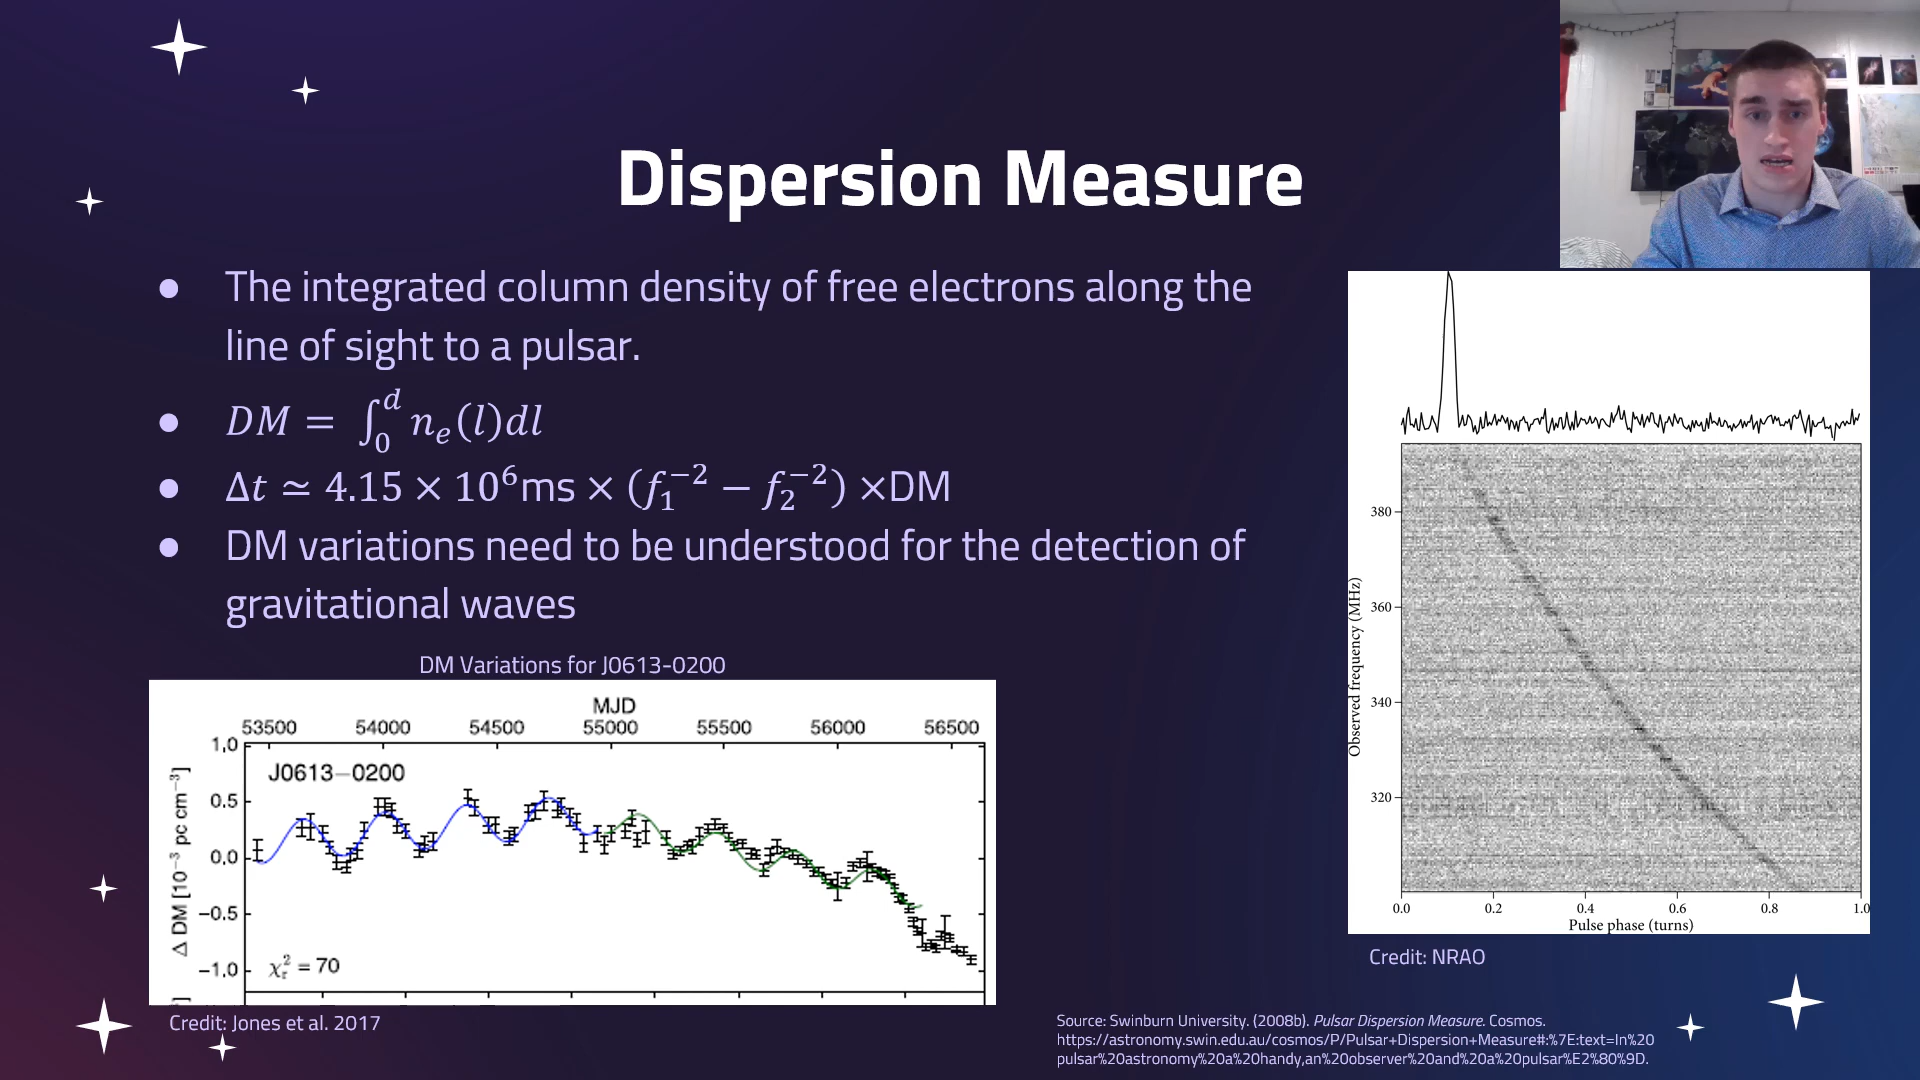 Dispersion Measure
● The integrated column density of free electrons along the
line of sight to a pulsar.
● DM = ∫₀ᵈ nₑ(l)dl
● Δt ≃ 4.15 × 10⁶ms × (f₁⁻² − f₂⁻²) ×DM
● DM variations need to be understood for the detection of
gravitational waves
DM Variations for J0613-0200
MJD
53500 54000 54500 55000 55500 56000 56500
J0613−0200
1.0
0.5
0.0
−0.5
−1.0
Δ DM [10⁻³ pc cm⁻³]
χᵣ² = 70
Credit: Jones et al. 2017
Observed frequency (MHz)
380
360
340
320
0.0 0.2 0.4 0.6 0.8 1.0
Pulse phase (turns)
Credit: NRAO
Source: Swinburn University. (2008b). Pulsar Dispersion Measure. Cosmos.
https://astronomy.swin.edu.au/cosmos/P/Pulsar+Dispersion+Measure#:%7E:text=In%20
pulsar%20astronomy%20a%20handy,an%20observer%20and%20a%20pulsar%E2%80%9D.